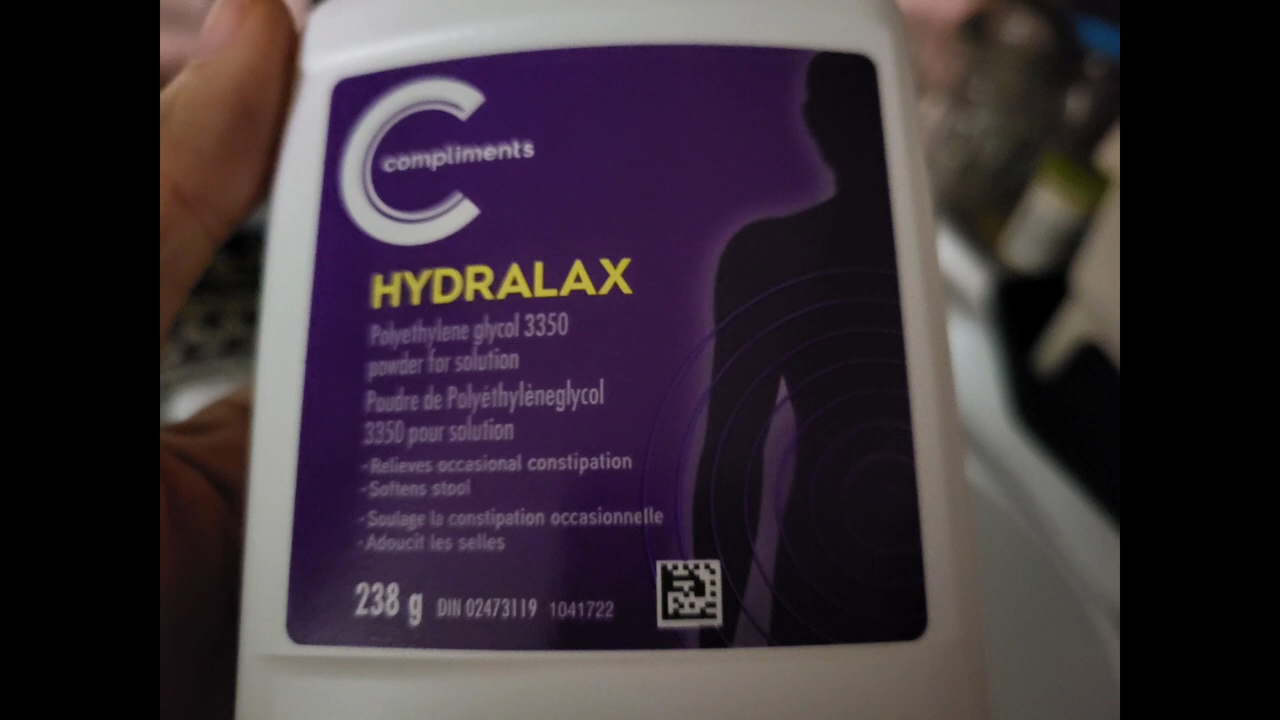 compliments
HYDRALAX
Polyethylene glycol 3350
powder for solution
Poudre de Polyéthylèneglycol
3350 pour solution
-Relieves occasional constipation
-Softens stool
-Soulage la constipation occasionnelle
-Adoucit les selles
238 g DIN 02473119 1041722